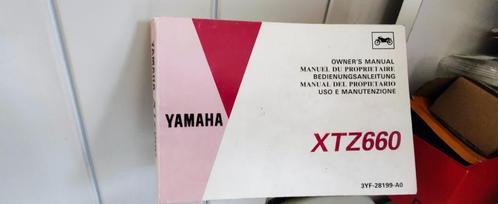 OWNER'S MANUAL
MANUEL DU PROPRIETAIRE
BEDIENUNGSANLEITUNG
MANUAL DEL PROPIETARIO
USO E MANUTENZIONE
YAMAHA
XTZ660
3YF-28199-A0